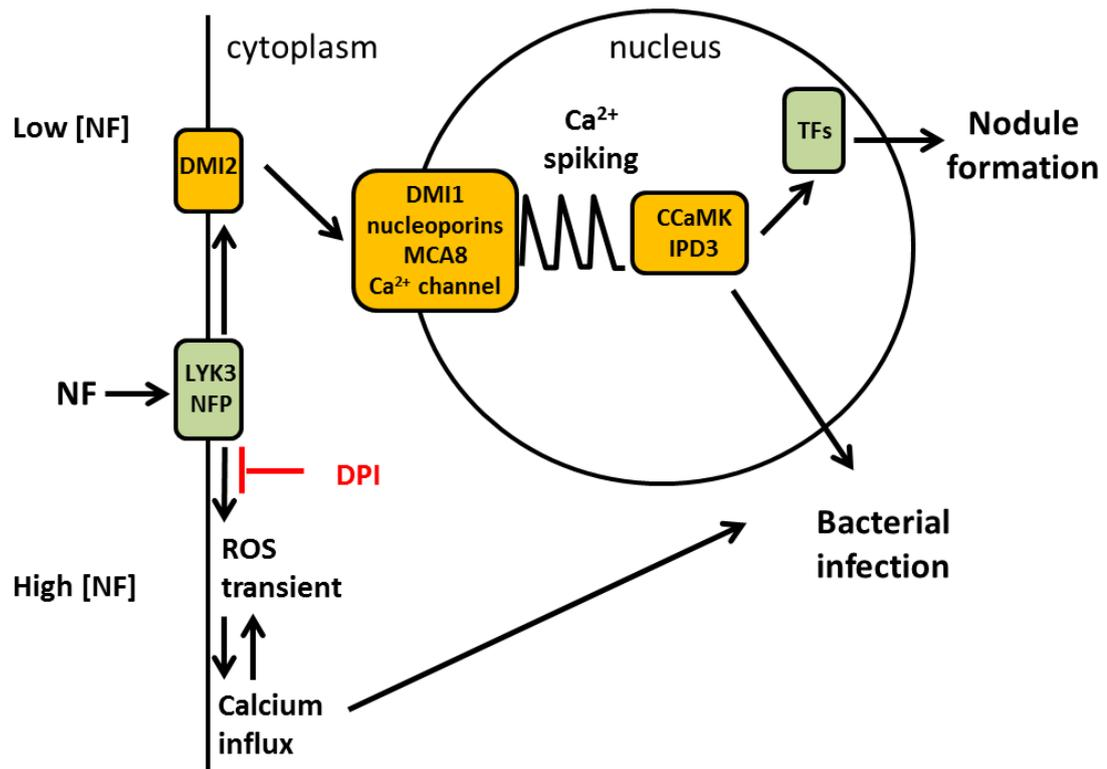 cytoplasm
nucleus
Low [NF]
DMI2
DMI1
nucleoporins
MCA8
Ca²⁺ channel
Ca²⁺
spiking
CCaMK
IPD3
TFs
Nodule
formation
NF
LYK3
NFP
DPI
ROS
transient
High [NF]
Calcium
influx
Bacterial
infection